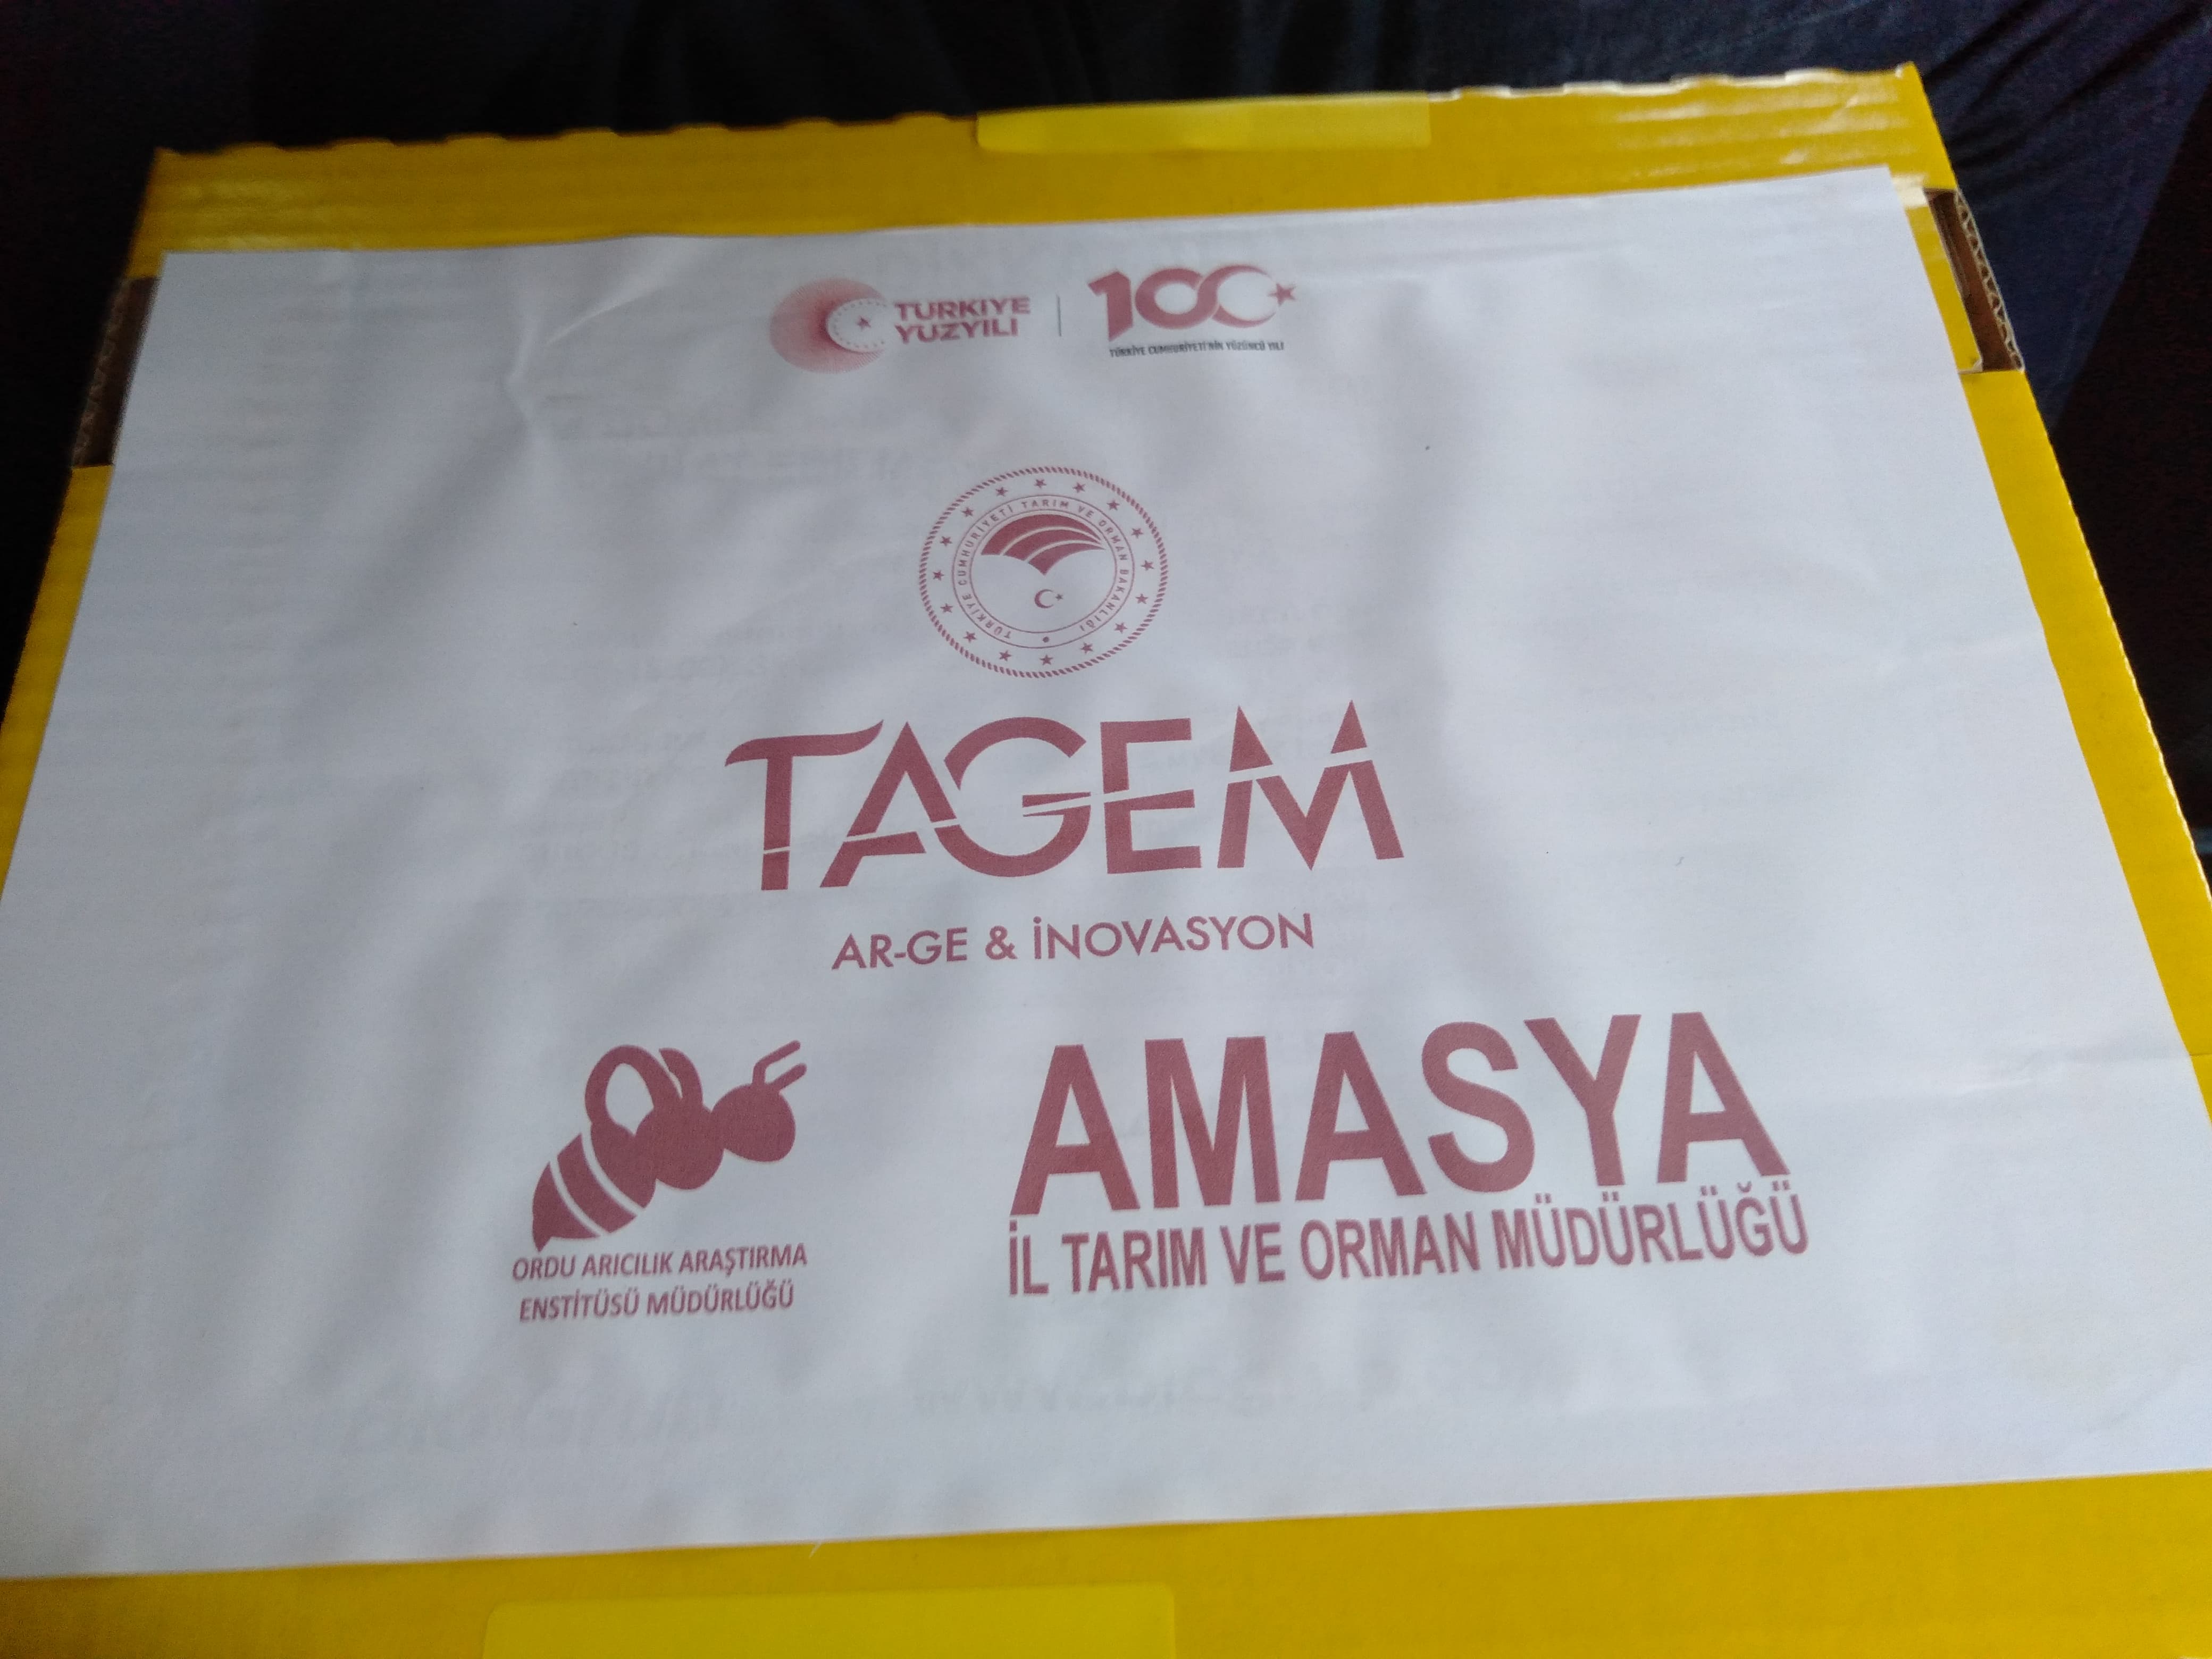 TÜRKİYE
YÜZYILI
100
TÜRKİYE CUMHURİYETİ'NİN YÜZÜNCÜ YILI
TÜRKİYE CUMHURİYETİ TARIM VE ORMAN BAKANLIĞI
TAGEM
AR-GE & İNOVASYON
AMASYA
İL TARIM VE ORMAN MÜDÜRLÜĞÜ
ORDU ARICILIK ARAŞTIRMA
ENSTİTÜSÜ MÜDÜRLÜĞÜ